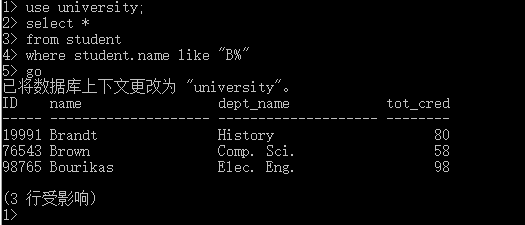 1> use university;
2> select *
3> from student
4> where student.name like "B%"
5> go
已将数据库上下文更改为 "university"。
ID    name                 dept_name            tot_cred
----- -------------------- -------------------- --------
19991 Brandt               History                    80
76543 Brown                Comp. Sci.                 58
98765 Bourikas             Elec. Eng.                 98
(3 行受影响)
1>